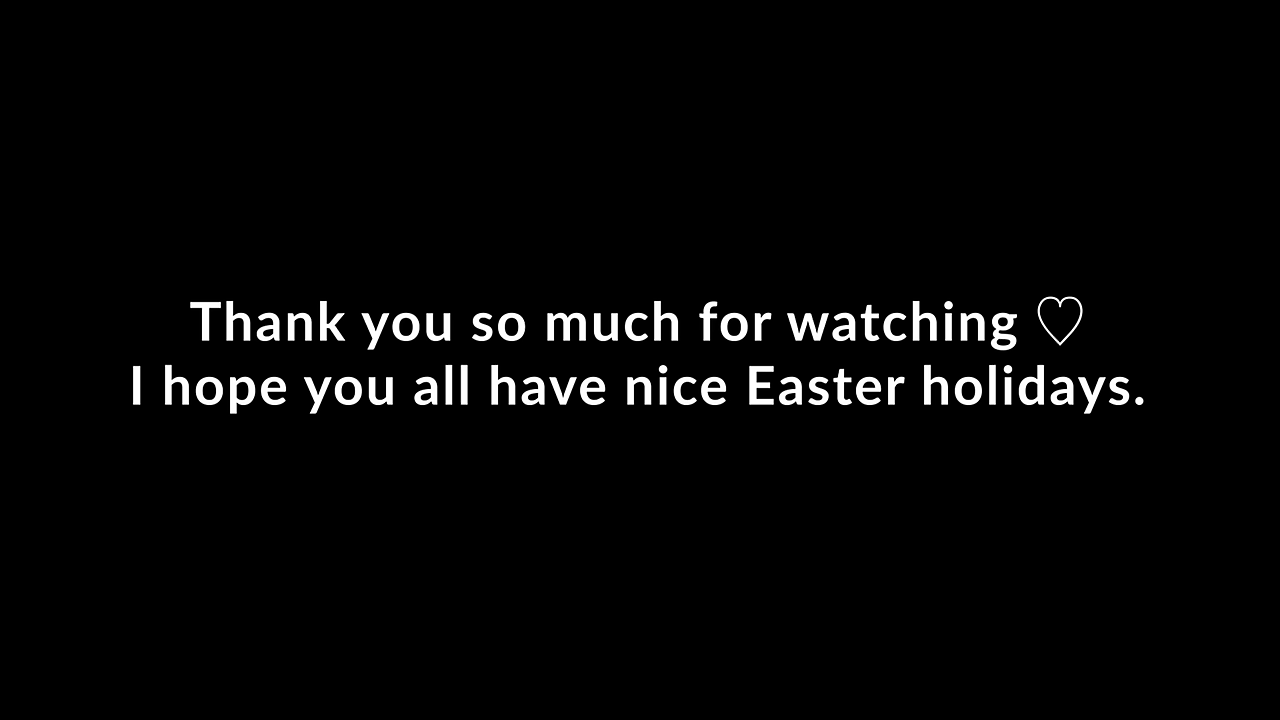 Thank you so much for watching ♡
I hope you all have nice Easter holidays.